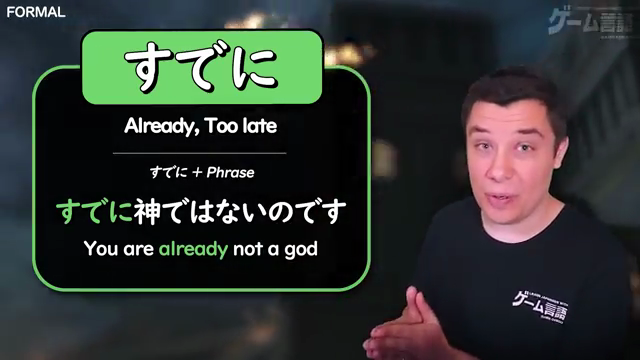 FORMAL
ゲーム言語
すでに
Already, Too late
すでに + Phrase
すでに神ではないのです
You are already not a god
ゲーム言語